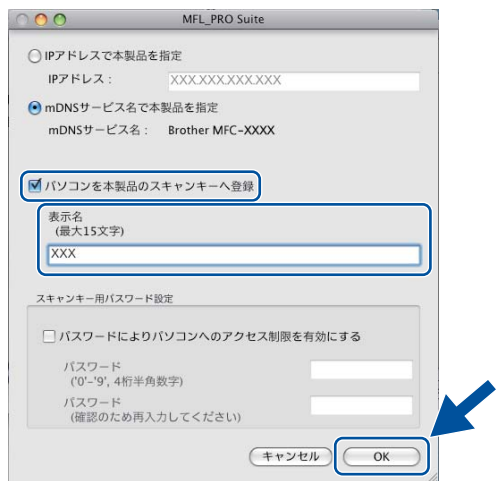 MFL_PRO Suite
IPアドレスで本製品を指定
IPアドレス： XXX.XXX.XXX.XXX
mDNSサービス名で本製品を指定
mDNSサービス名： Brother MFC-XXXX
パソコンを本製品のスキャンキーへ登録
表示名
(最大15文字)
XXX
スキャンキー用パスワード設定
パスワードによりパソコンへのアクセス制限を有効にする
パスワード
('0'-'9', 4桁半角数字)
パスワード
(確認のため再入力してください)
キャンセル OK